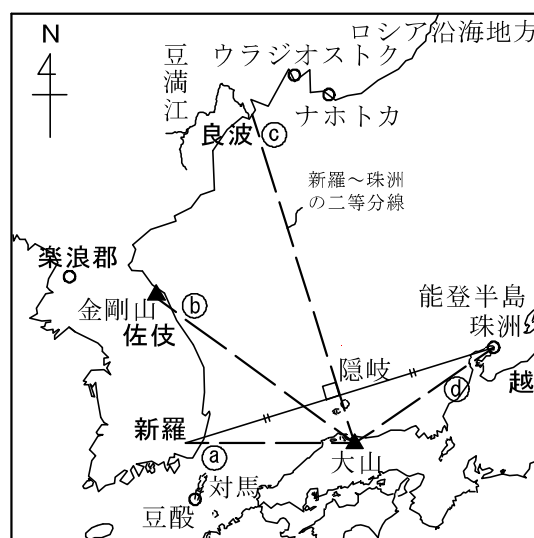 N
ロシア沿海地方
ウラジオストク
豆満江
ナホトカ
良波
ⓒ
新羅～珠洲
の二等分線
楽浪郡
能登半島
珠洲
金剛山
ⓑ
佐伎
隠岐
越
ⓓ
新羅
ⓐ
大山
対馬
豆酘